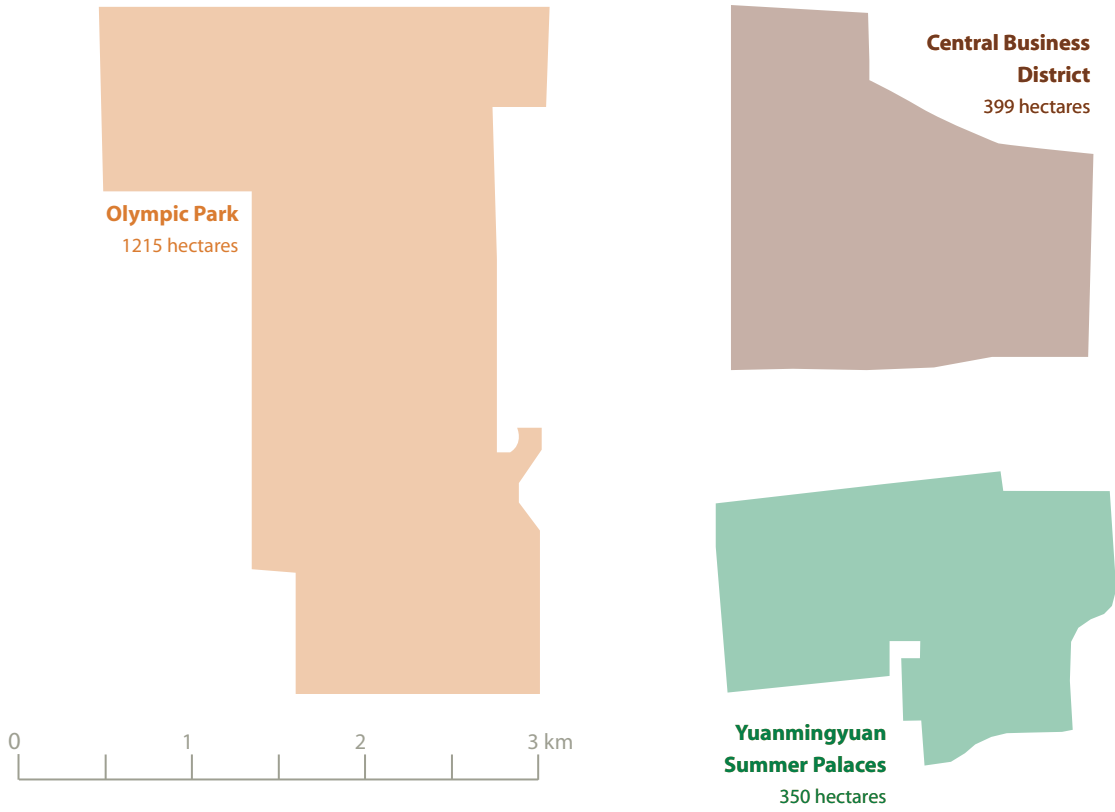 Olympic Park
1215 hectares
Central Business
District
399 hectares
Yuanmingyuan
Summer Palaces
350 hectares
0 1 2 3 km